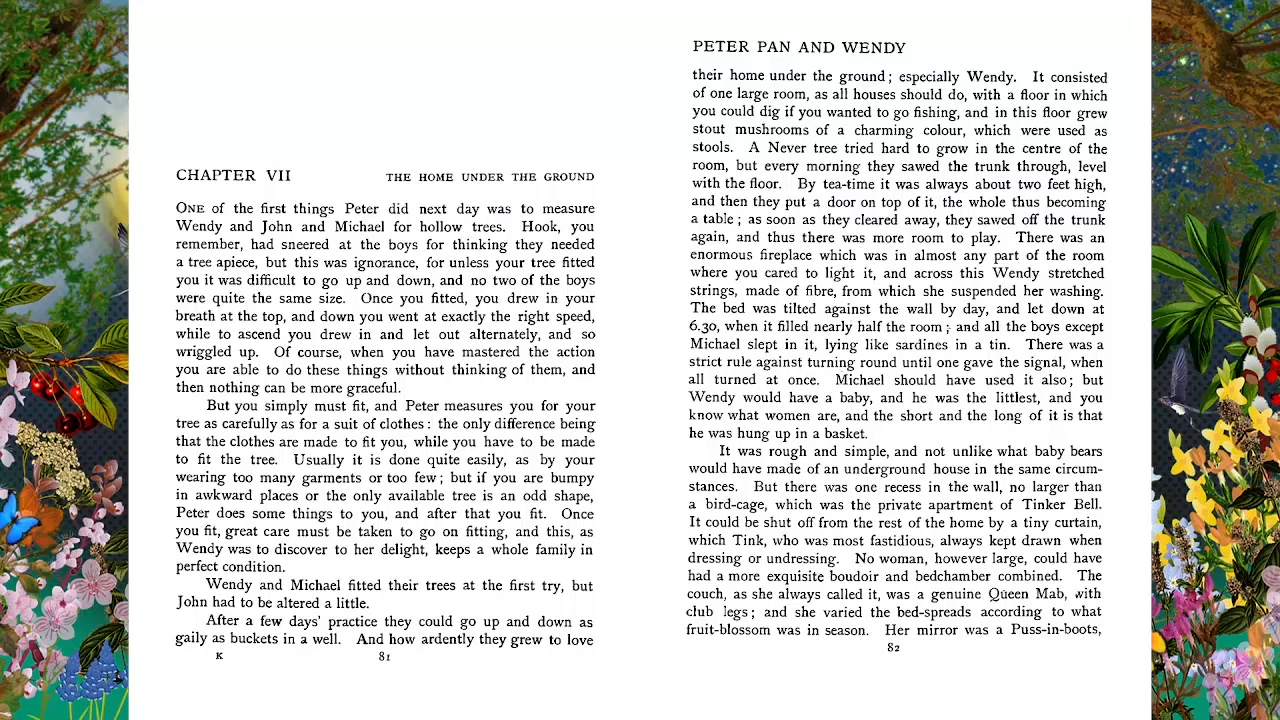 CHAPTER VII THE HOME UNDER THE GROUND
ONE of the first things Peter did next day was to measure
Wendy and John and Michael for hollow trees. Hook, you
remember, had sneered at the boys for thinking they needed
a tree apiece, but this was ignorance, for unless your tree fitted
you it was difficult to go up and down, and no two of the boys
were quite the same size. Once you fitted, you drew in your
breath at the top, and down you went at exactly the right speed,
while to ascend you drew in and let out alternately, and so
wriggled up. Of course, when you have mastered the action
you are able to do these things without thinking of them, and
then nothing can be more graceful.
But you simply must fit, and Peter measures you for your
tree as carefully as for a suit of clothes: the only difference being
that the clothes are made to fit you, while you have to be made
to fit the tree. Usually it is done quite easily, as by your
wearing too many garments or too few; but if you are bumpy
in awkward places or the only available tree is an odd shape,
Peter does some things to you, and after that you fit. Once
you fit, great care must be taken to go on fitting, and this, as
Wendy was to discover to her delight, keeps a whole family in
perfect condition.
Wendy and Michael fitted their trees at the first try, but
John had to be altered a little.
After a few days' practice they could go up and down as
gaily as buckets in a well. And how ardently they grew to love
K 81
PETER PAN AND WENDY
their home under the ground; especially Wendy. It consisted
of one large room, as all houses should do, with a floor in which
you could dig if you wanted to go fishing, and in this floor grew
stout mushrooms of a charming colour, which were used as
stools. A Never tree tried hard to grow in the centre of the
room, but every morning they sawed the trunk through, level
with the floor. By tea-time it was always about two feet high,
and then they put a door on top of it, the whole thus becoming
a table; as soon as they cleared away, they sawed off the trunk
again, and thus there was more room to play. There was an
enormous fireplace which was in almost any part of the room
where you cared to light it, and across this Wendy stretched
strings, made of fibre, from which she suspended her washing.
The bed was tilted against the wall by day, and let down at
6.30, when it filled nearly half the room; and all the boys except
Michael slept in it, lying like sardines in a tin. There was a
strict rule against turning round until one gave the signal, when
all turned at once. Michael should have used it also; but
Wendy would have a baby, and he was the littlest, and you
know what women are, and the short and the long of it is that
he was hung up in a basket.
It was rough and simple, and not unlike what baby bears
would have made of an underground house in the same circum-
stances. But there was one recess in the wall, no larger than
a bird-cage, which was the private apartment of Tinker Bell.
It could be shut off from the rest of the home by a tiny curtain,
which Tink, who was most fastidious, always kept drawn when
dressing or undressing. No woman, however large, could have
had a more exquisite boudoir and bedchamber combined. The
couch, as she always called it, was a genuine Queen Mab, with
club legs; and she varied the bed-spreads according to what
fruit-blossom was in season. Her mirror was a Puss-in-boots,
82